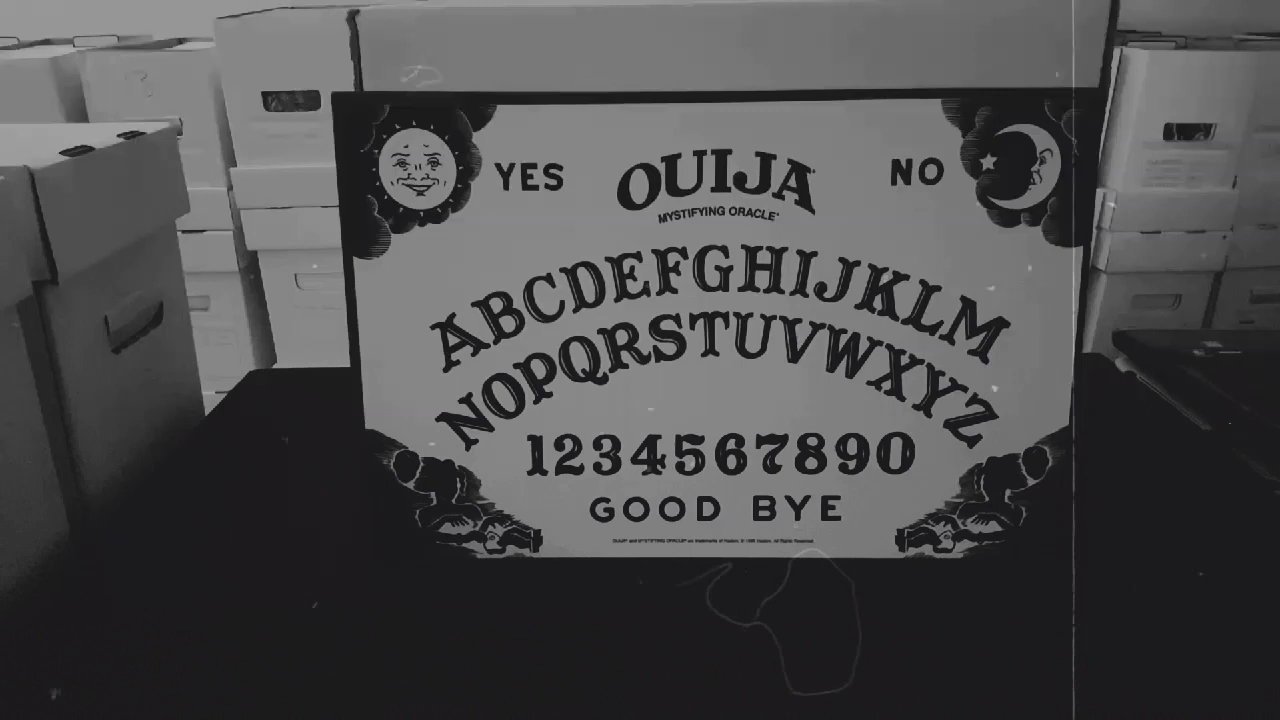 YES OUIJA NO
MYSTIFYING ORACLE
ABCDEFGHIJKLM
NOPQRSTUVWXYZ
1234567890
GOOD BYE